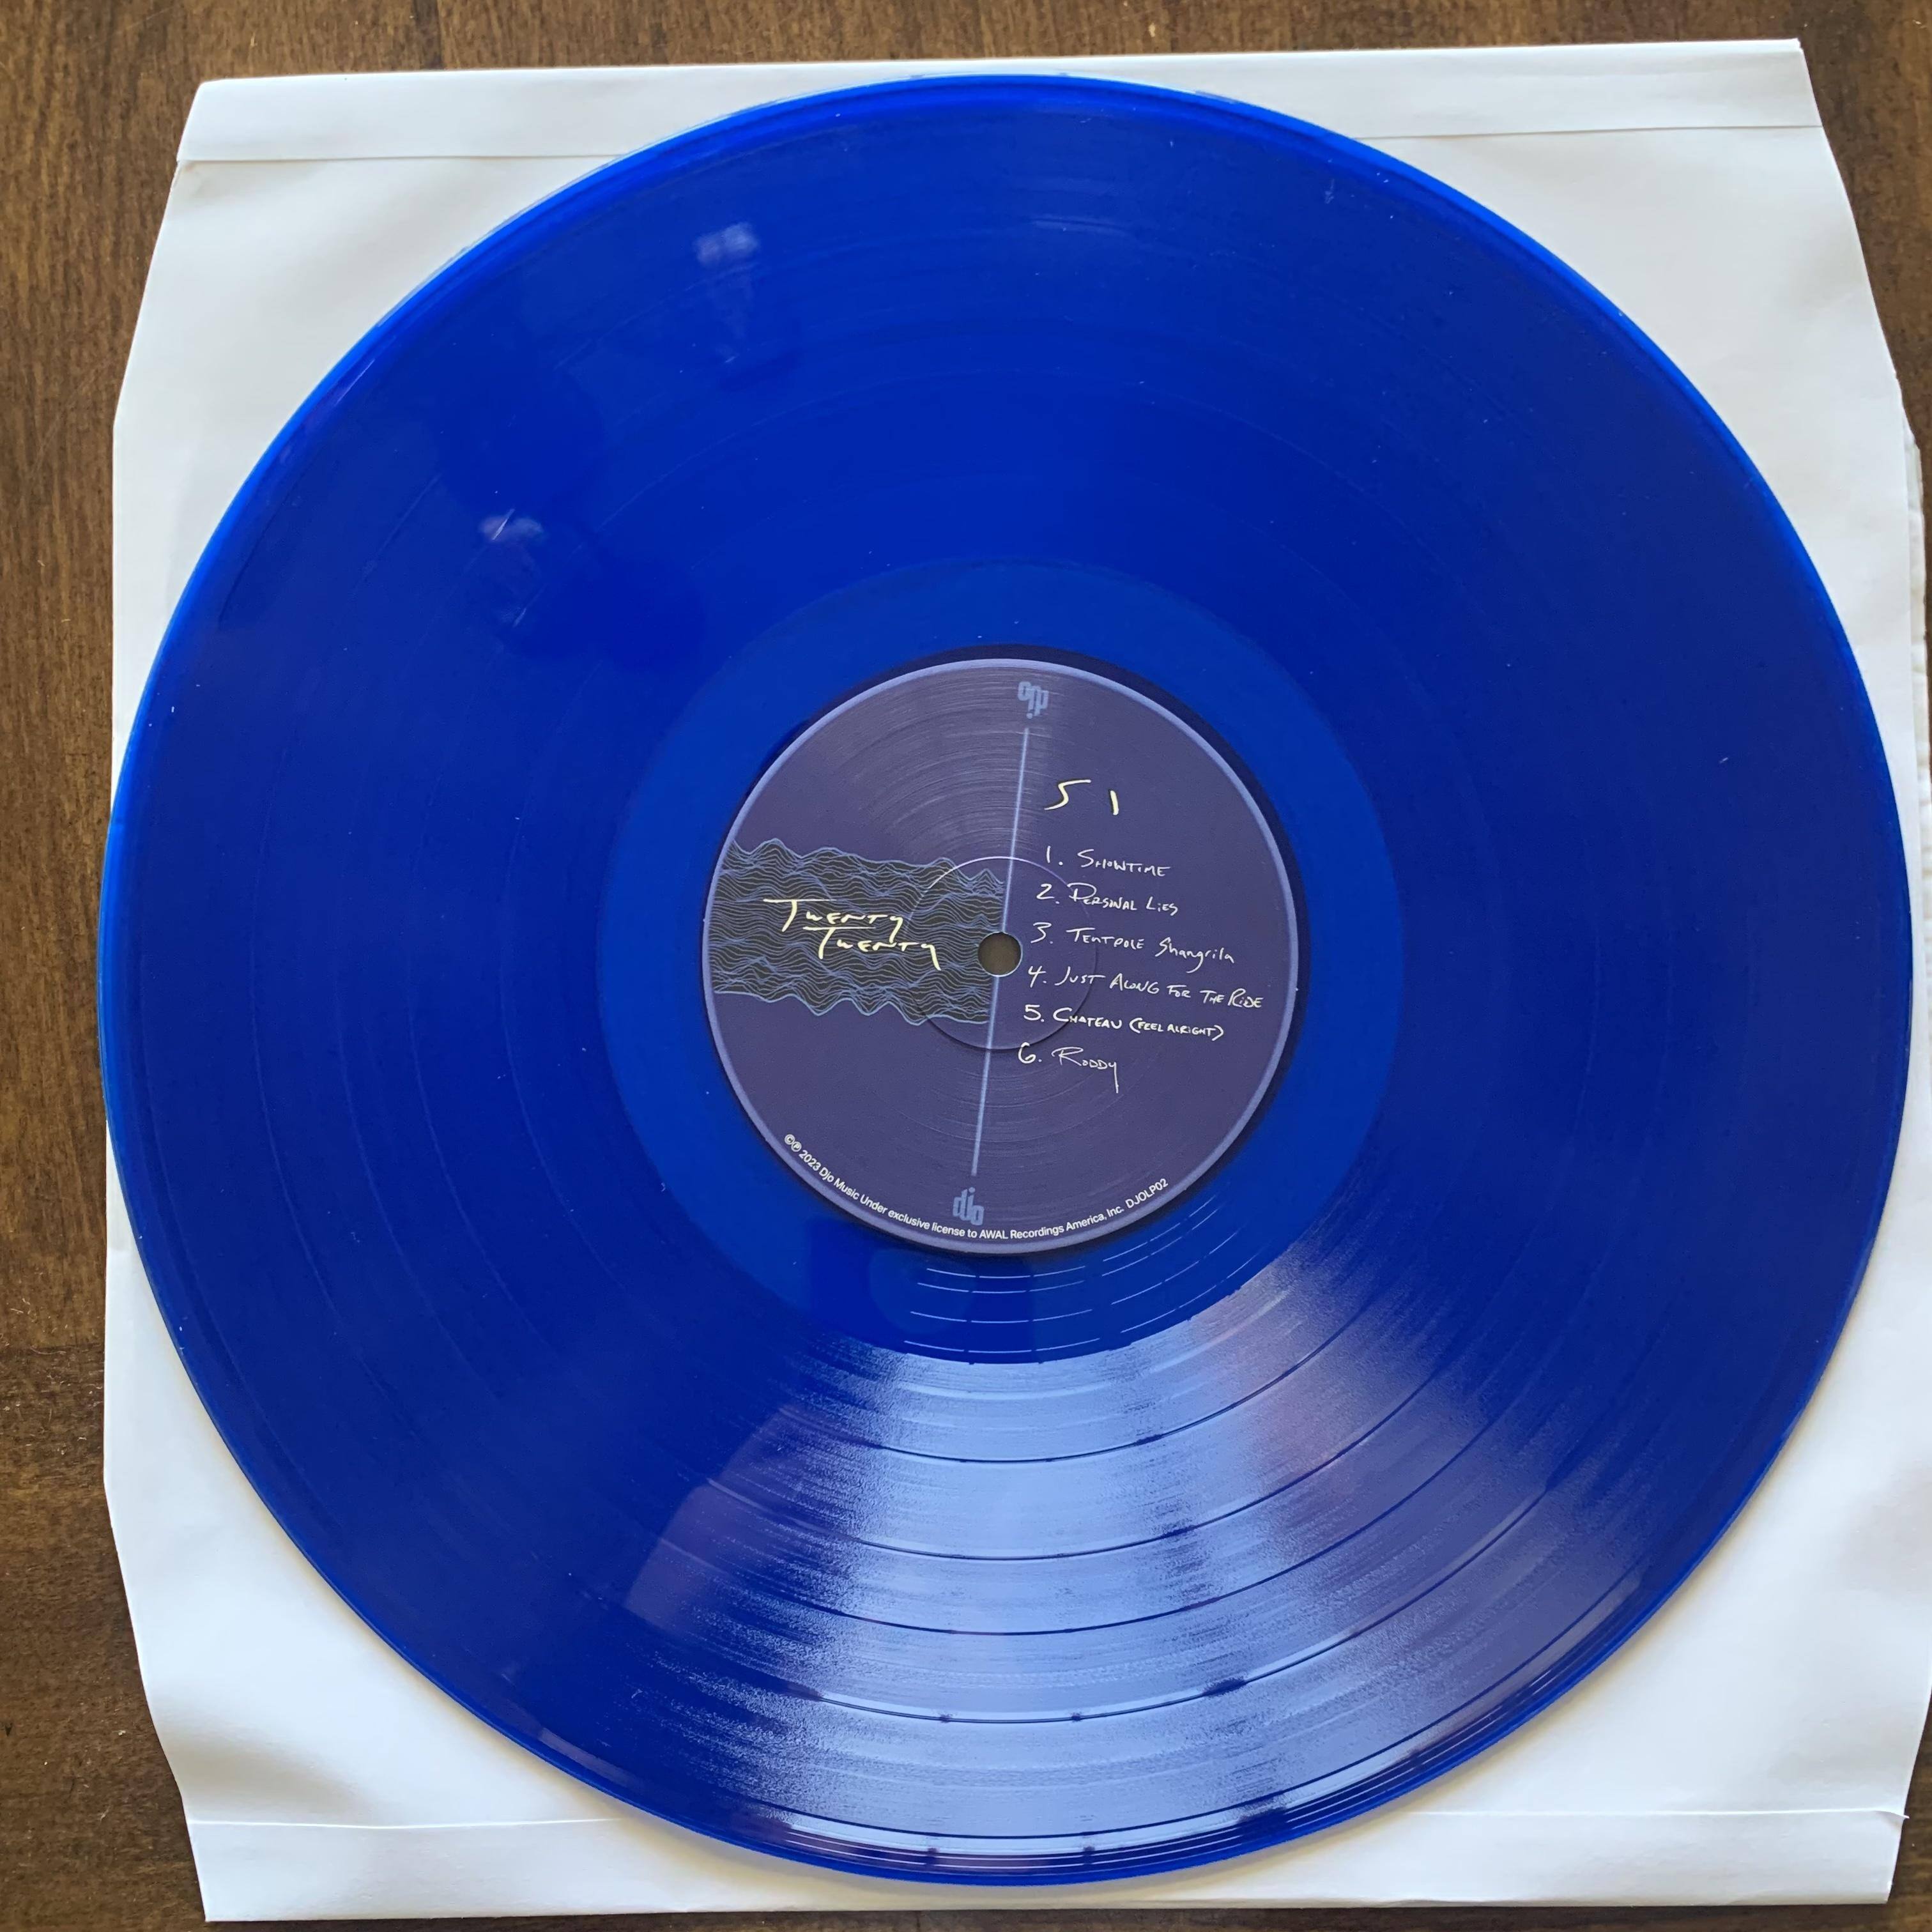 djo
S 1
1. Showtime
2. Personal Lies
3. Tentpole Shangrila
4. Just Along For The Ride
5. Chateau (Feel Alright)
6. Roddy
Twenty
Twenty
djo
©℗ 2023 Djo Music Under exclusive license to AWAL Recordings America, Inc. DJOLP02